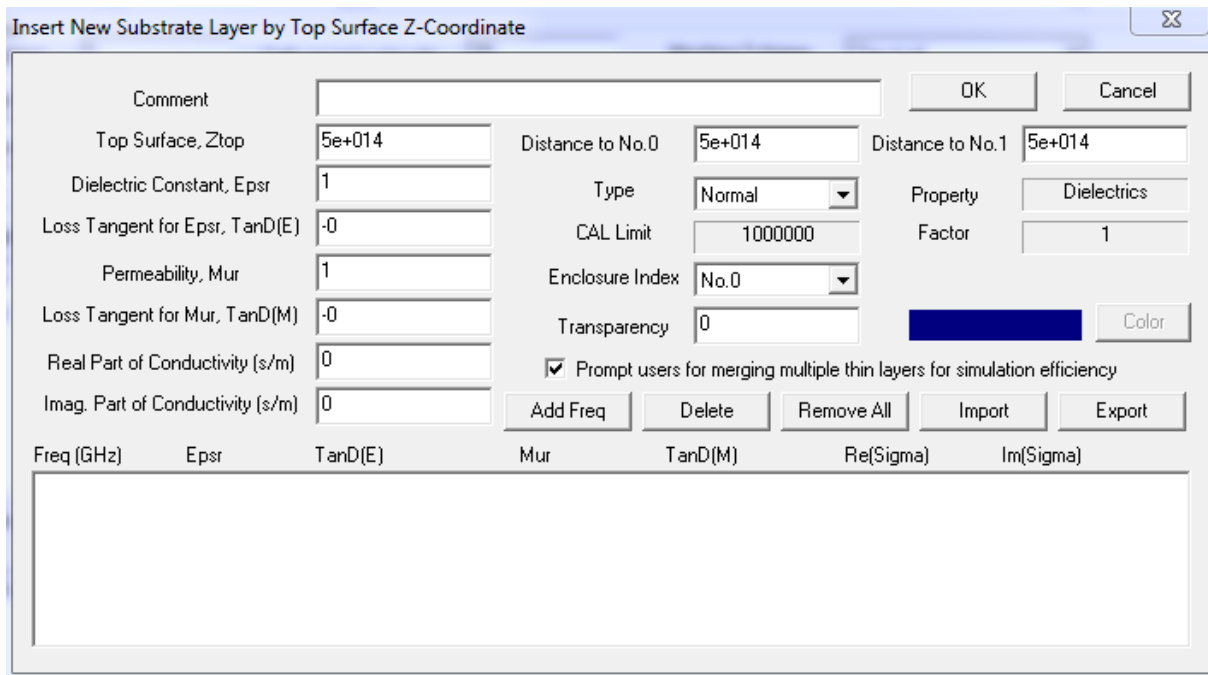 Insert New Substrate Layer by Top Surface Z-Coordinate
Comment OK Cancel
Top Surface, Ztop 5e+014 Distance to No.0 5e+014 Distance to No.1 5e+014
Dielectric Constant, Epsr 1 Type Normal Property Dielectrics
Loss Tangent for Epsr, TanD(E) -0 CAL Limit 1000000 Factor 1
Permeability, Mur 1 Enclosure Index No.0
Loss Tangent for Mur, TanD(M) -0 Transparency 0 Color
Real Part of Conductivity (s/m) 0 Prompt users for merging multiple thin layers for simulation efficiency
Imag. Part of Conductivity (s/m) 0 Add Freq Delete Remove All Import Export
Freq (GHz) Epsr TanD(E) Mur TanD(M) Re(Sigma) Im(Sigma)